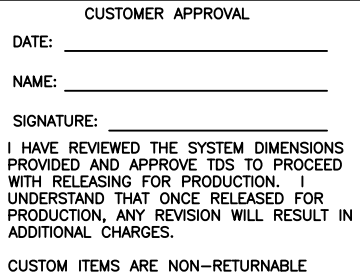 CUSTOMER APPROVAL
DATE:
NAME:
SIGNATURE:
I HAVE REVIEWED THE SYSTEM DIMENSIONS
PROVIDED AND APPROVE TDS TO PROCEED
WITH RELEASING FOR PRODUCTION. I
UNDERSTAND THAT ONCE RELEASED FOR
PRODUCTION, ANY REVISION WILL RESULT IN
ADDITIONAL CHARGES.
CUSTOM ITEMS ARE NON-RETURNABLE